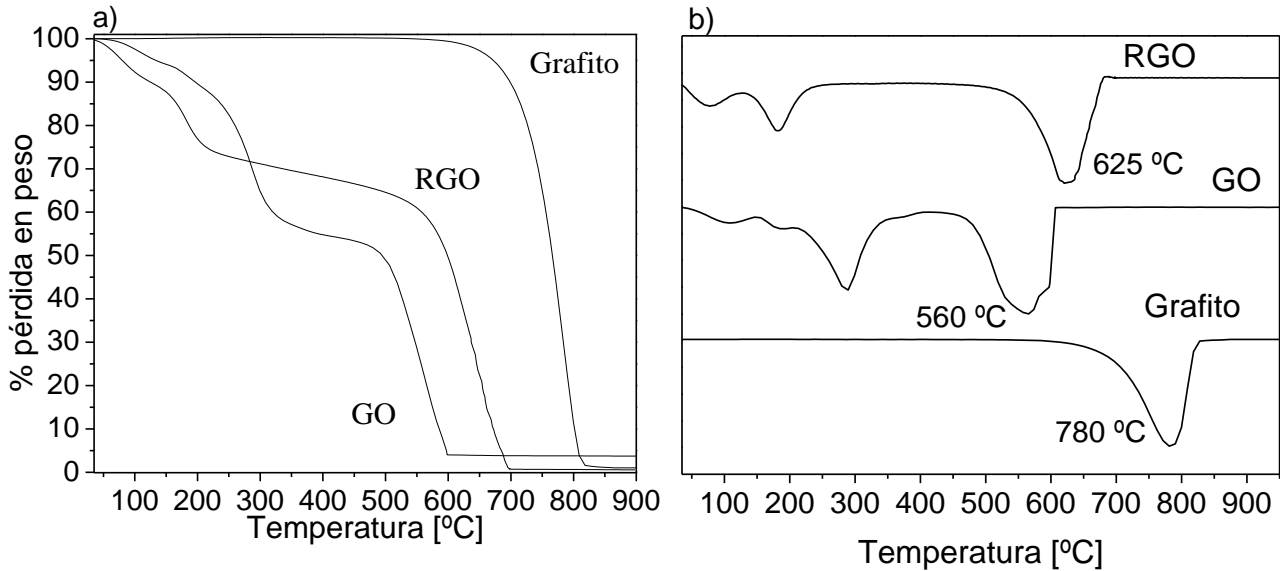 a)
% pérdida en peso
100
90
80
70
60
50
40
30
20
10
0
Grafito
RGO
GO
100 200 300 400 500 600 700 800 900
Temperatura [ºC]
b)
RGO
625 ºC
GO
560 ºC
Grafito
780 ºC
100 200 300 400 500 600 700 800 900
Temperatura [ºC]